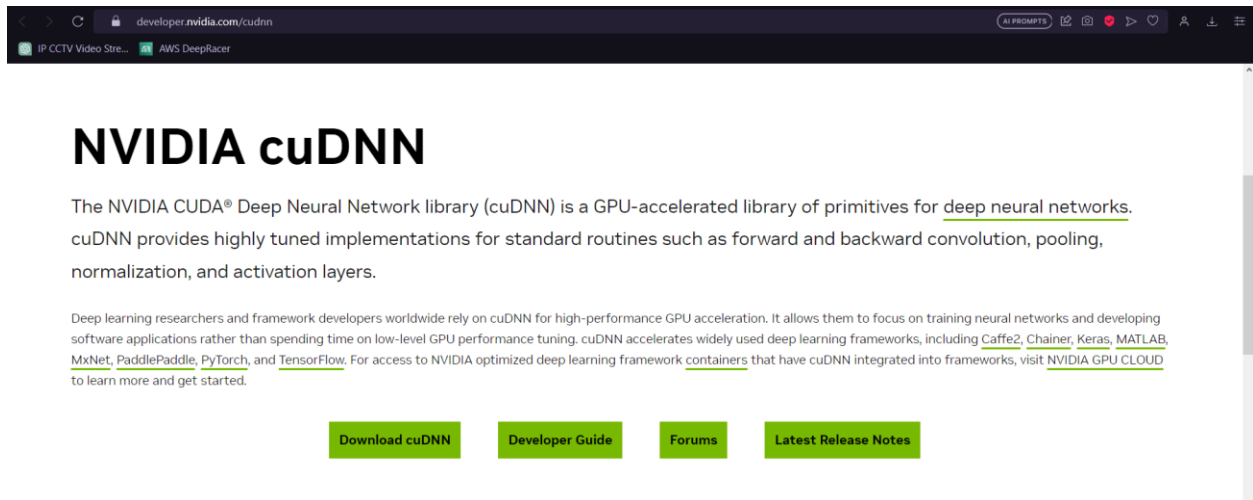 developer.nvidia.com/cudnn
AI PROMPTS
IP CCTV Video Stre...
AWS DeepRacer
NVIDIA cuDNN
The NVIDIA CUDA® Deep Neural Network library (cuDNN) is a GPU-accelerated library of primitives for deep neural networks.
cuDNN provides highly tuned implementations for standard routines such as forward and backward convolution, pooling,
normalization, and activation layers.
Deep learning researchers and framework developers worldwide rely on cuDNN for high-performance GPU acceleration. It allows them to focus on training neural networks and developing
software applications rather than spending time on low-level GPU performance tuning. cuDNN accelerates widely used deep learning frameworks, including Caffe2, Chainer, Keras, MATLAB,
MxNet, PaddlePaddle, PyTorch, and TensorFlow. For access to NVIDIA optimized deep learning framework containers that have cuDNN integrated into frameworks, visit NVIDIA GPU CLOUD
to learn more and get started.
Download cuDNN
Developer Guide
Forums
Latest Release Notes